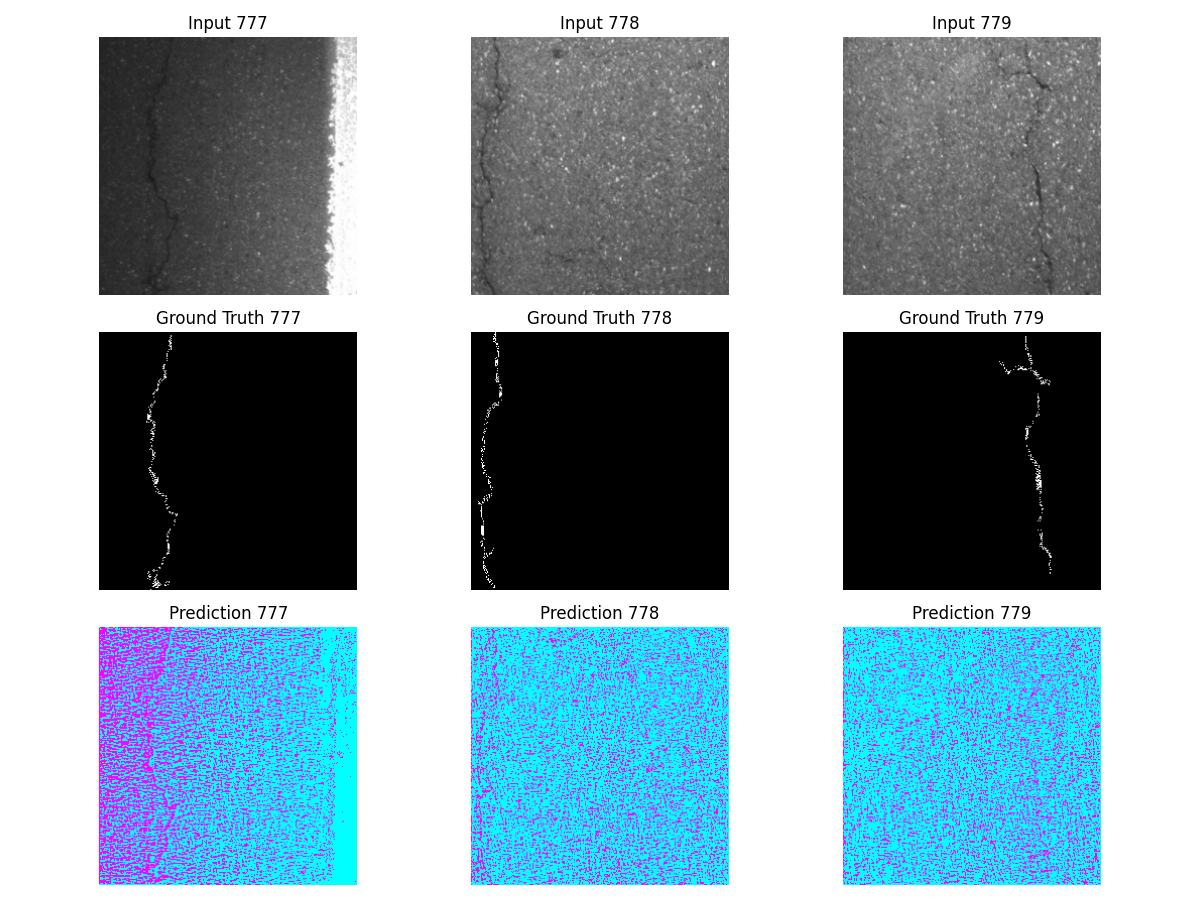 Input 777
Input 778
Input 779
Ground Truth 777
Ground Truth 778
Ground Truth 779
Prediction 777
Prediction 778
Prediction 779